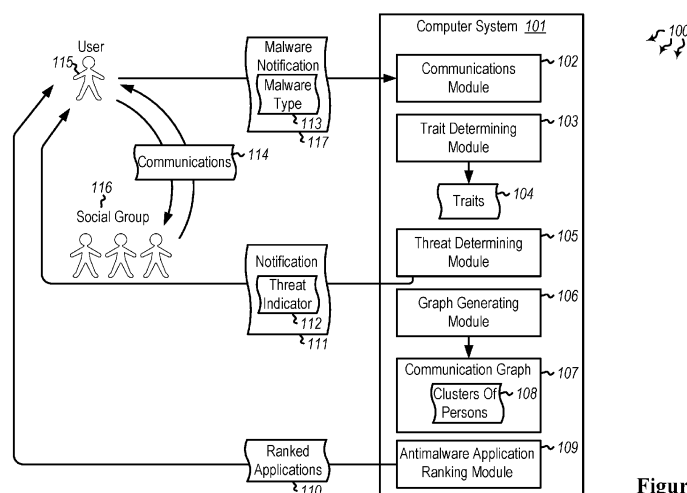 Computer System 101
100
User
115
Malware
Notification
Malware
Type
113
117
Communications
Module
102
Trait Determining
Module
103
Communications
114
Traits
104
116
Social Group
Threat Determining
Module
105
Notification
Threat
Indicator
112
111
Graph Generating
Module
106
Communication Graph
107
Clusters Of
Persons
108
Ranked
Applications
110
Antimalware Application
Ranking Module
109